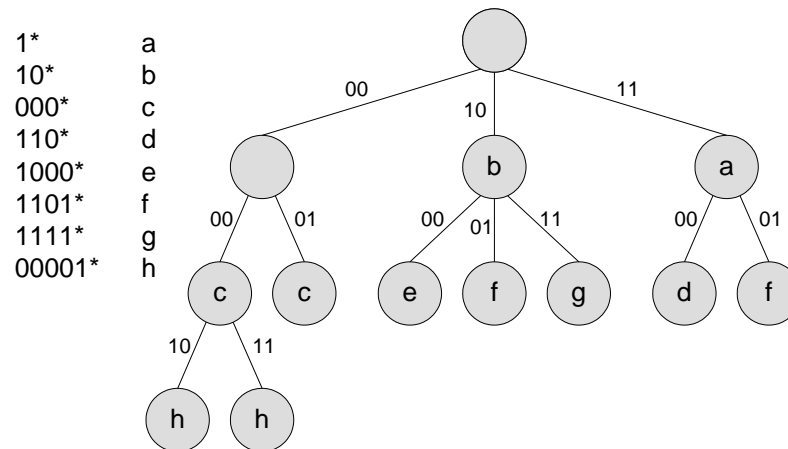 1* a
10* b
000* c
110* d
1000* e
1101* f
1111* g
00001* h
00 10 11
b a
00 01 00 01 11 00 01
c c e f g d f
10 11
h h